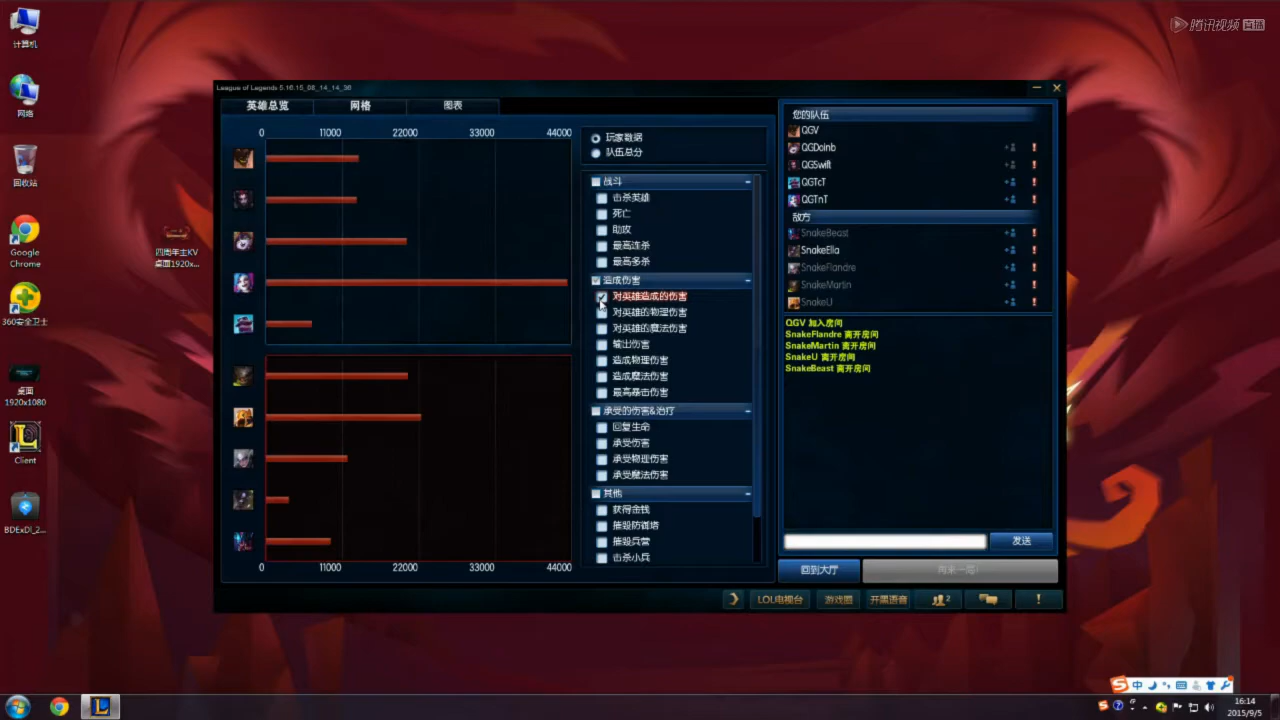 腾讯视频 直播
计算机
网络
回收站
Google
Chrome
360安全卫士
桌面
1920x1080
Client
BDExDI_2...
四周年主KV
桌面1920x...
League of Legends 5.16.15_08_14_14_36
英雄总览
网格
图表
0
11000
22000
33000
44000
0
11000
22000
33000
44000
玩家数据
队伍总分
战斗
击杀英雄
死亡
助攻
最高连杀
最高多杀
造成伤害
对英雄造成的伤害
对英雄的物理伤害
对英雄的魔法伤害
输出伤害
造成物理伤害
造成魔法伤害
最高暴击伤害
承受的伤害&治疗
回复生命
承受伤害
承受物理伤害
承受魔法伤害
其他
获得金钱
摧毁防御塔
摧毁兵营
击杀小兵
您的队伍
QGV
QGDoinb
QGSwift
QGTcT
QGTnT
敌方
SnakeBeast
SnakeElla
SnakeFlandre
SnakeMartin
SnakeU
QGV 加入房间
SnakeFlandre 离开房间
SnakeMartin 离开房间
SnakeU 离开房间
SnakeBeast 离开房间
发送
回到大厅
再来一局!
LOL电视台
游戏圈
开黑语音
2
中
16:14
2015/9/5